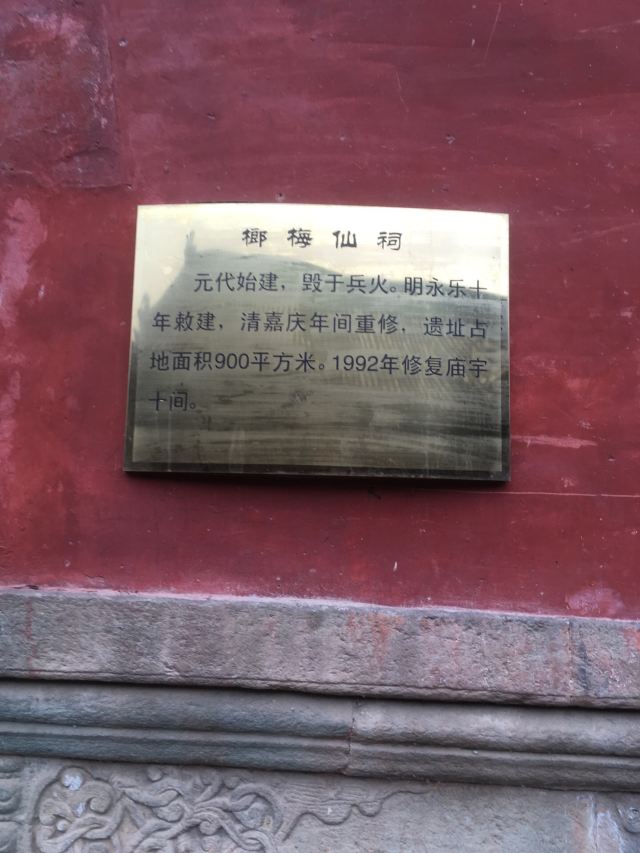 榔梅仙祠
元代始建，毁于兵火。明永乐十
年敕建，清嘉庆年间重修，遗址占
地面积900平方米。1992年修复庙宇
十间。